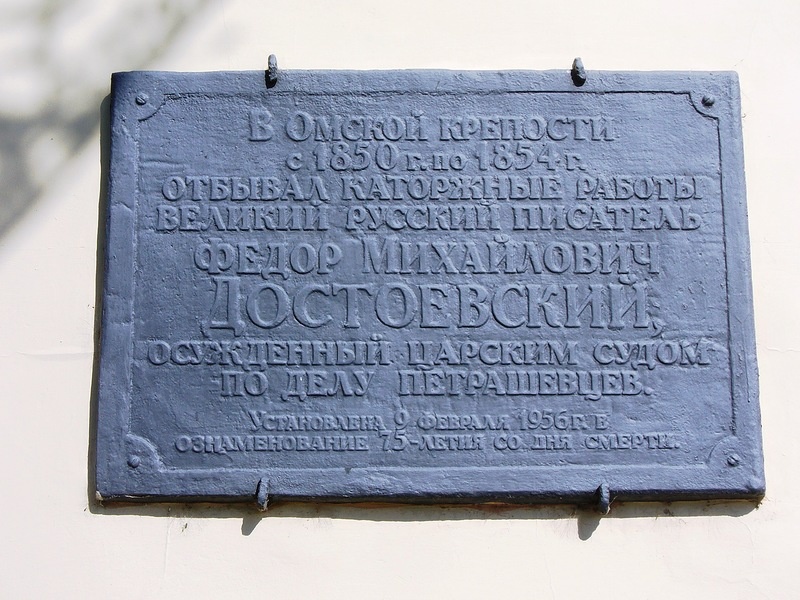 В Омской крепости
с 1850 г. по 1854 г.
отбывал каторжные работы
великий русский писатель
Федор Михайлович
Достоевский,
осужденный царским судом
по делу петрашевцев.
Установлена 9 февраля 1956 г. в
ознаменование 75-летия со дня смерти.